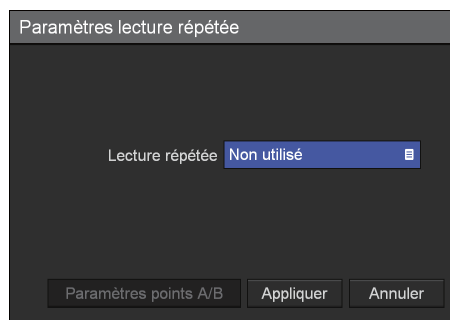 Paramètres lecture répétée
Lecture répétée Non utilisé
Paramètres points A/B Appliquer Annuler